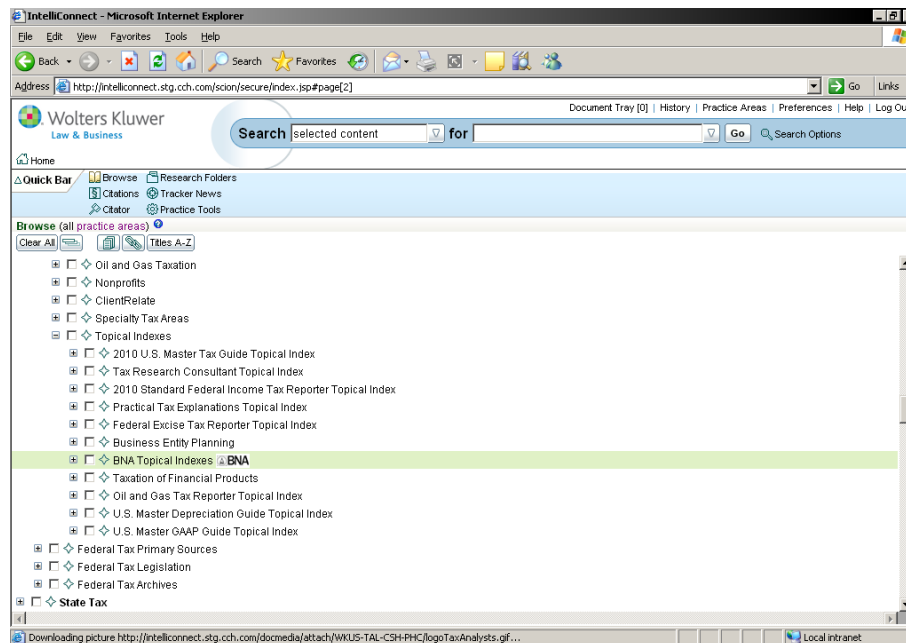 IntelliConnect - Microsoft Internet Explorer
File Edit View Favorites Tools Help
Back Search Favorites
Address http://intelliconnect.stg.cch.com/scion/secure/index.jsp#page[2] Go Links
Document Tray [0] | History | Practice Areas | Preferences | Help | Log Ou
Wolters Kluwer
Law & Business
Search selected content for Go Search Options
Home
Quick Bar Browse Research Folders
Citations Tracker News
Citator Practice Tools
Browse (all practice areas)
Clear All Titles A-Z
Oil and Gas Taxation
Nonprofits
ClientRelate
Specialty Tax Areas
Topical Indexes
2010 U.S. Master Tax Guide Topical Index
Tax Research Consultant Topical Index
2010 Standard Federal Income Tax Reporter Topical Index
Practical Tax Explanations Topical Index
Federal Excise Tax Reporter Topical Index
Business Entity Planning
BNA Topical Indexes BNA
Taxation of Financial Products
Oil and Gas Tax Reporter Topical Index
U.S. Master Depreciation Guide Topical Index
U.S. Master GAAP Guide Topical Index
Federal Tax Primary Sources
Federal Tax Legislation
Federal Tax Archives
State Tax
Downloading picture http://intelliconnect.stg.cch.com/docmedia/attach/WKUS-TAL-CSH-PHC/logoTaxAnalysts.gif... Local intranet